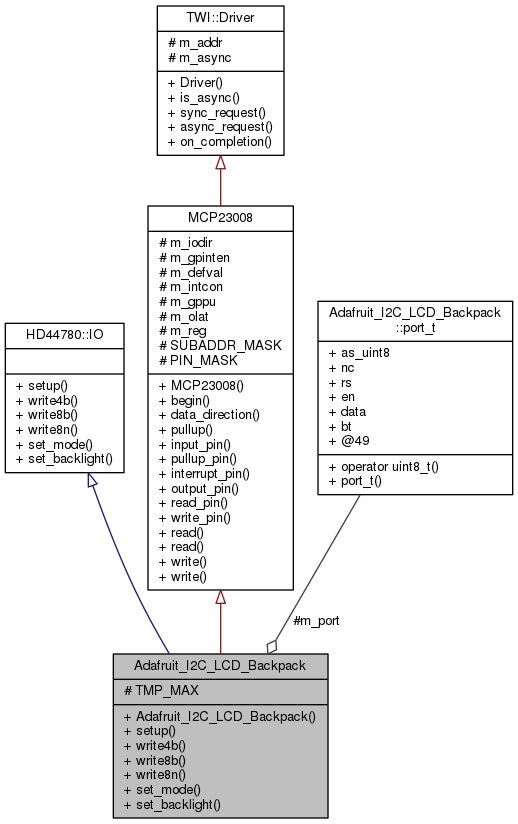 TWI::Driver
# m_addr
# m_async
+ Driver()
+ is_async()
+ sync_request()
+ async_request()
+ on_completion()
MCP23008
# m_iodir
# m_gpinten
# m_defval
# m_intcon
# m_gppu
# m_olat
# m_reg
# SUBADDR_MASK
# PIN_MASK
+ MCP23008()
+ begin()
+ data_direction()
+ pullup()
+ input_pin()
+ pullup_pin()
+ interrupt_pin()
+ output_pin()
+ read_pin()
+ write_pin()
+ read()
+ read()
+ write()
+ write()
HD44780::IO
+ setup()
+ write4b()
+ write8b()
+ write8n()
+ set_mode()
+ set_backlight()
Adafruit_I2C_LCD_Backpack
::port_t
+ as_uint8
+ nc
+ rs
+ en
+ data
+ bt
+ @49
+ operator uint8_t()
+ port_t()
#m_port
Adafruit_I2C_LCD_Backpack
# TMP_MAX
+ Adafruit_I2C_LCD_Backpack()
+ setup()
+ write4b()
+ write8b()
+ write8n()
+ set_mode()
+ set_backlight()